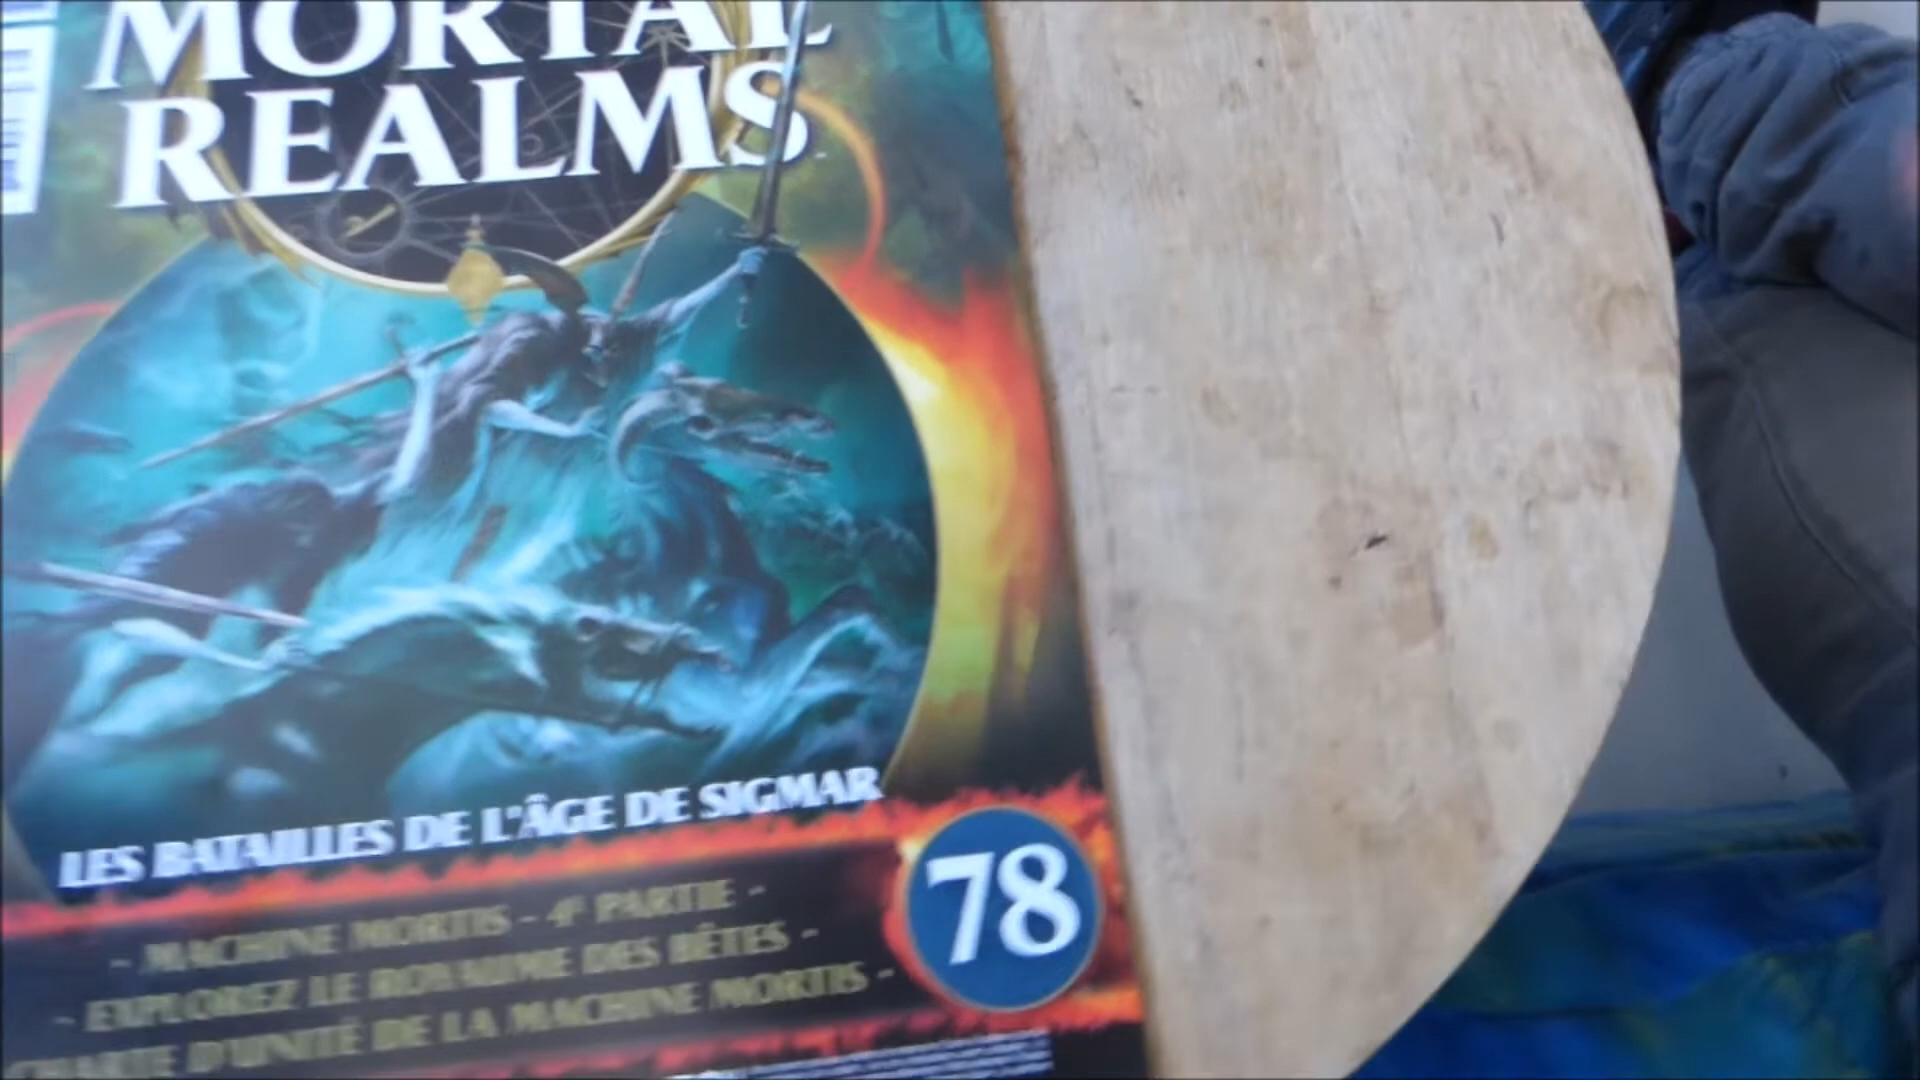 MORTAL
REALMS
LES BATAILLES DE L'ÂGE DE SIGMAR
78
- MACHINE MORTIS - 4E PARTIE -
- EXPLOREZ LE ROYAUME DES BÊTES -
CHARTE D'UNITÉ DE LA MACHINE MORTIS -